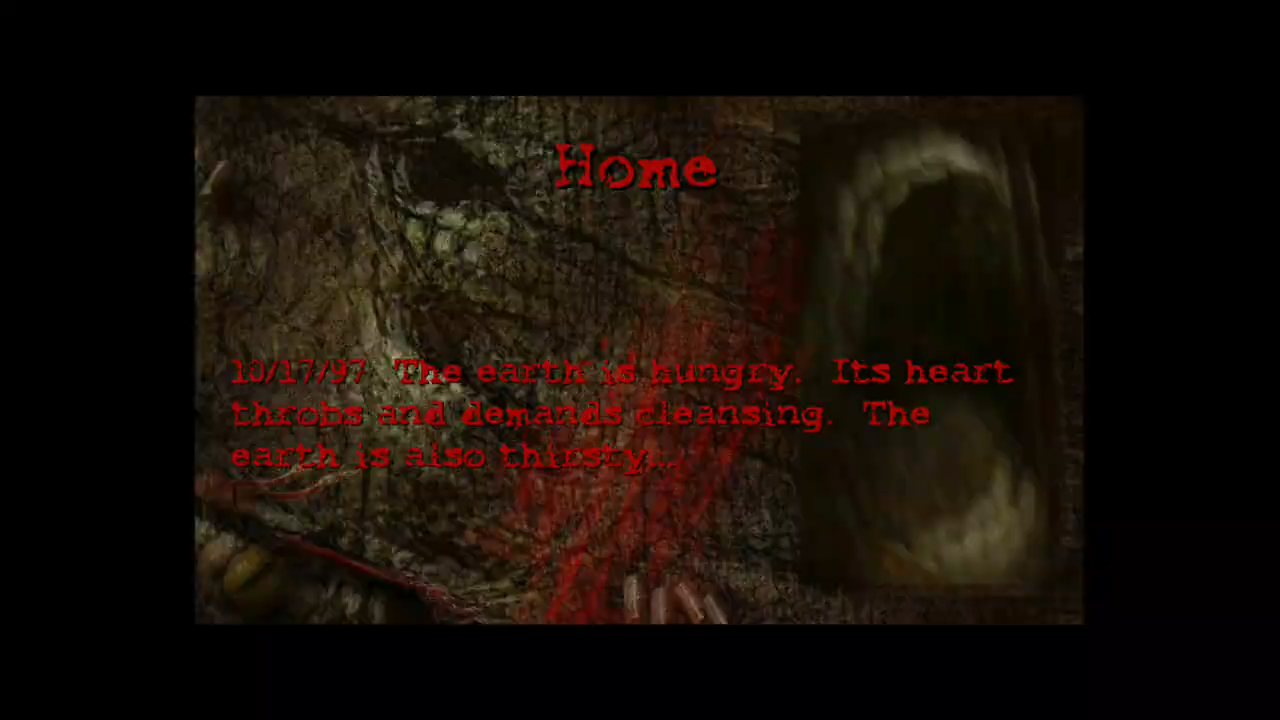 Home
10/17/97  The earth is hungry.  Its heart
throbs and demands cleansing.  The
earth is also thirsty...